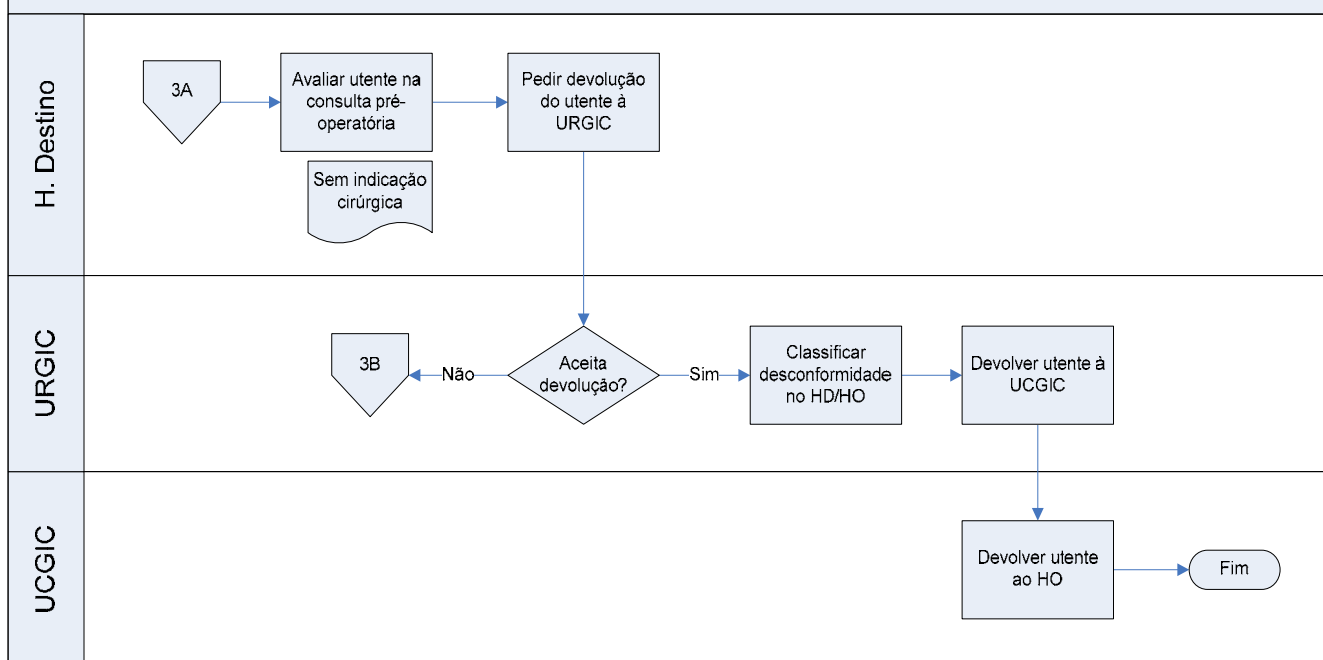 H. Destino
3A
Avaliar utente na
consulta pré-
operatória
Sem indicação
cirúrgica
Pedir devolução
do utente à
URGIC
URGIC
3B
Não
Aceita
devolução?
Sim
Classificar
desconformidade
no HD/HO
Devolver utente à
UCGIC
UCGIC
Devolver utente
ao HO
Fim